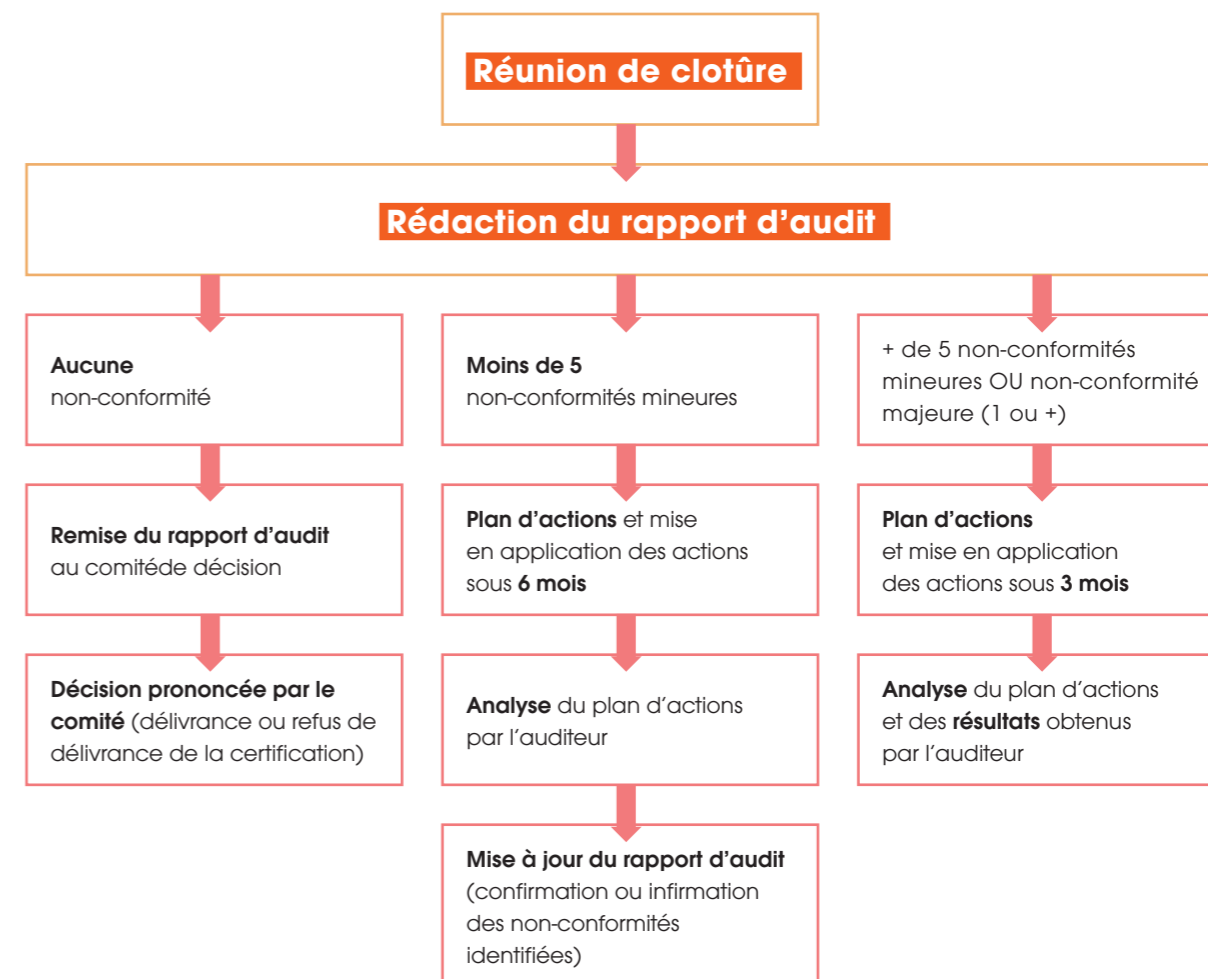 Réunion de clotûre
Rédaction du rapport d’audit
Aucune
non-conformité
Moins de 5
non-conformités mineures
+ de 5 non-conformités
mineures OU non-conformité
majeure (1 ou +)
Remise du rapport d’audit
au comitéde décision
Plan d’actions et mise
en application des actions
sous 6 mois
Plan d’actions
et mise en application
des actions sous 3 mois
Décision prononcée par le
comité (délivrance ou refus de
délivrance de la certification)
Analyse du plan d’actions
par l’auditeur
Analyse du plan d’actions
et des résultats obtenus
par l’auditeur
Mise à jour du rapport d’audit
(confirmation ou infirmation
des non-conformités
identifiées)